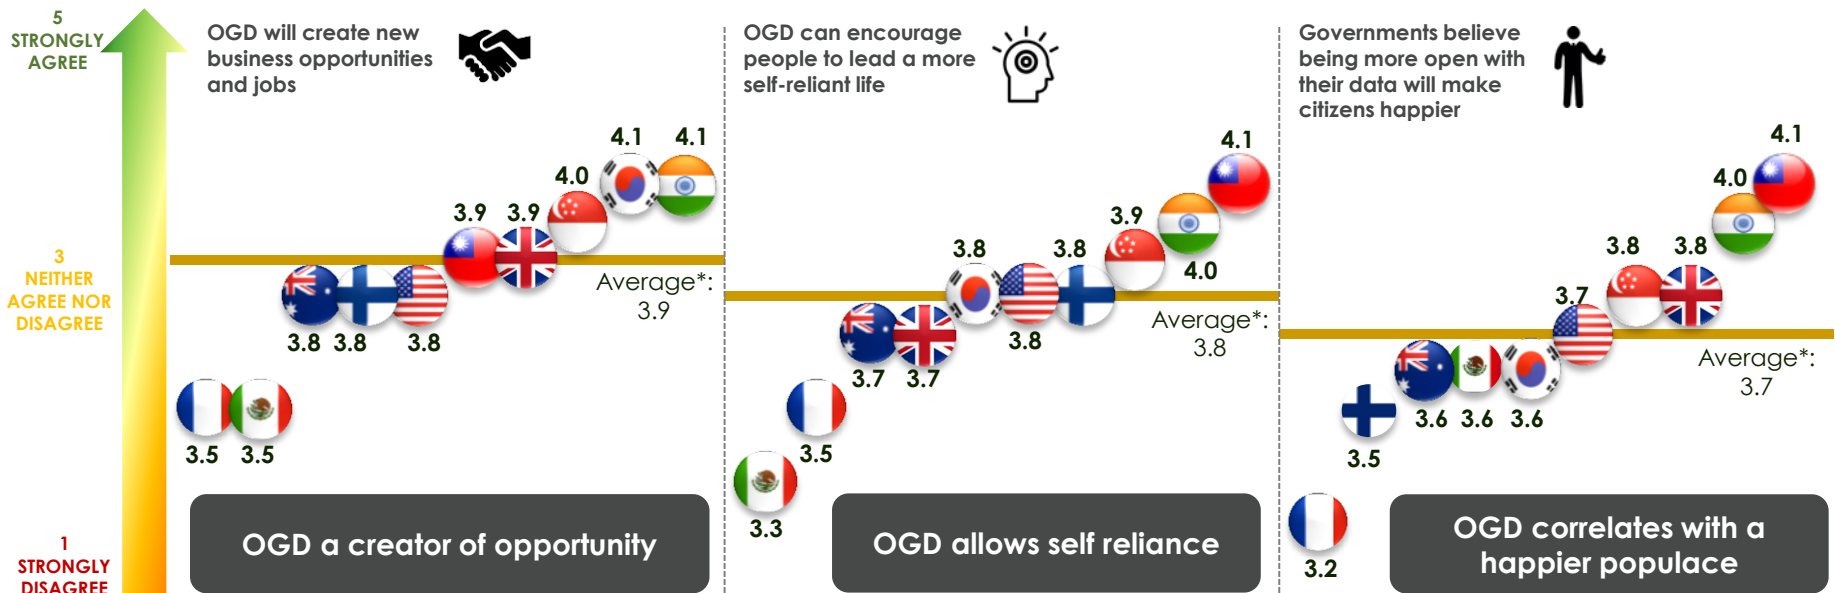 5
STRONGLY
AGREE
3
NEITHER
AGREE NOR
DISAGREE
1
STRONGLY
DISAGREE
OGD will create new
business opportunities
and jobs
4.1 4.1
4.0
3.9 3.9
Average*:
3.9
3.8 3.8 3.8
3.5 3.5
OGD a creator of opportunity
OGD can encourage
people to lead a more
self-reliant life
4.1
3.9
3.8 3.8
4.0
Average*:
3.8
3.8
3.7 3.7
3.5
3.3
OGD allows self reliance
Governments believe
being more open with
their data will make
citizens happier
4.1
4.0
3.8 3.8
3.7
Average*:
3.7
3.6 3.6 3.6
3.5
3.2
OGD correlates with a
happier populace